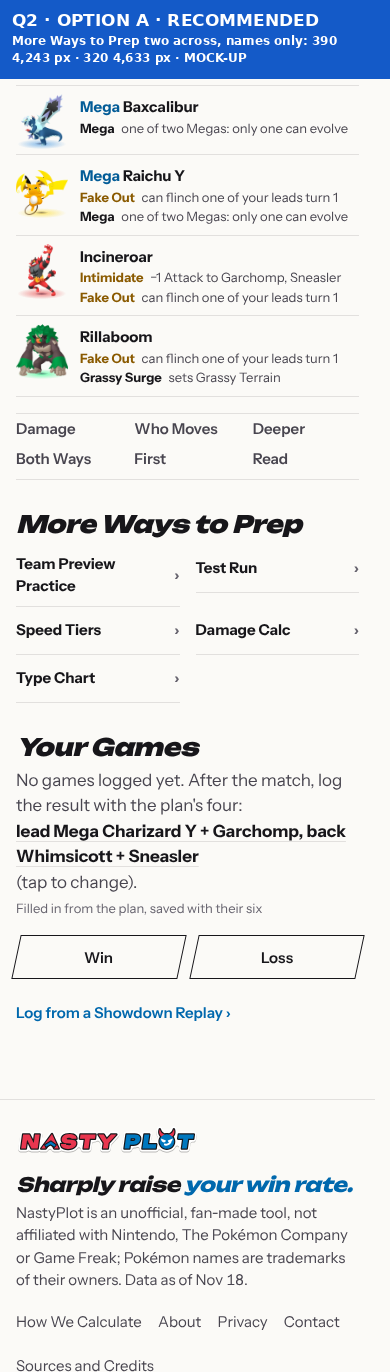 Q2 · OPTION A · RECOMMENDED
More Ways to Prep two across, names only: 390
4,243 px · 320 4,633 px · MOCK-UP
Mega Baxcalibur
Mega one of two Megas: only one can evolve
Mega Raichu Y
Fake Out can flinch one of your leads turn 1
Mega one of two Megas: only one can evolve
Incineroar
Intimidate −1 Attack to Garchomp, Sneasler
Fake Out can flinch one of your leads turn 1
Rillaboom
Fake Out can flinch one of your leads turn 1
Grassy Surge sets Grassy Terrain
Damage Who Moves Deeper
Both Ways First Read
More Ways to Prep
Team Preview
Practice ›
Test Run ›
Speed Tiers ›
Damage Calc ›
Type Chart ›
Your Games
No games logged yet. After the match, log
the result with the plan's four:
lead Mega Charizard Y + Garchomp, back
Whimsicott + Sneasler
(tap to change).
Filled in from the plan, saved with their six
Win Loss
Log from a Showdown Replay ›
NASTY PLOT
Sharply raise your win rate.
NastyPlot is an unofficial, fan-made tool, not
affiliated with Nintendo, The Pokémon Company
or Game Freak; Pokémon names are trademarks
of their owners. Data as of Nov 18.
How We Calculate About Privacy Contact
Sources and Credits